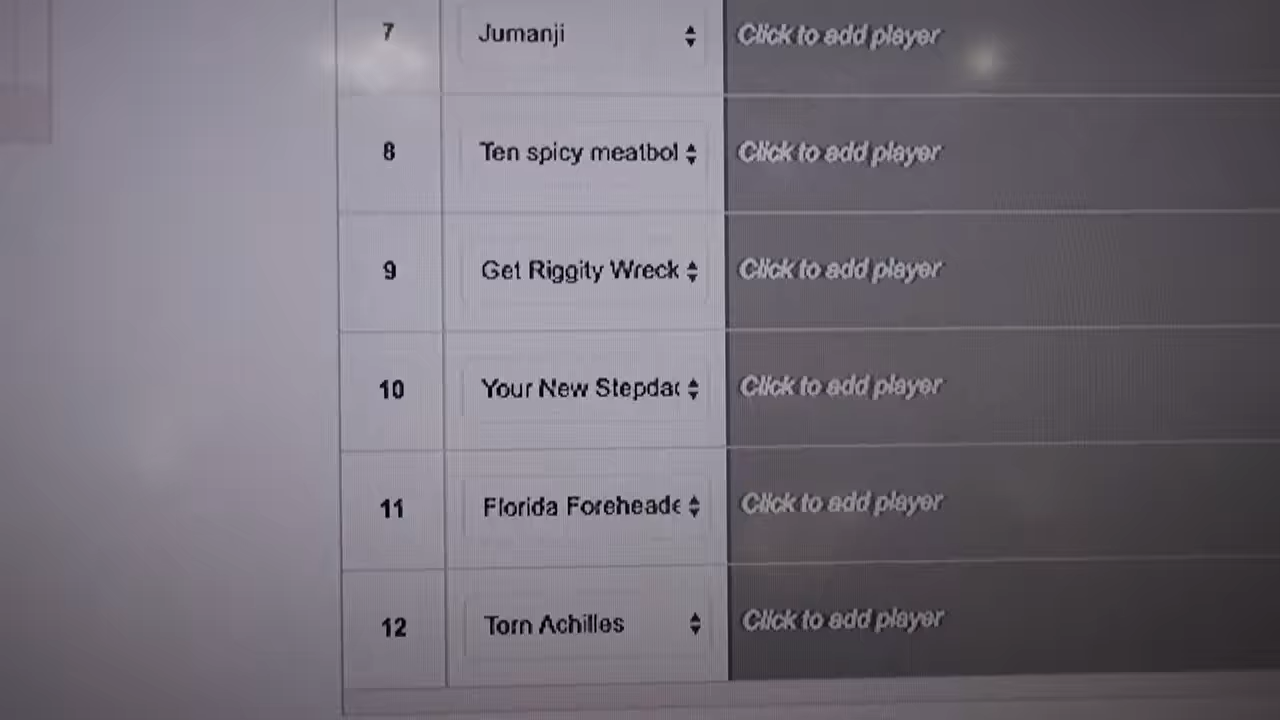 7 Jumanji Click to add player
8 Ten spicy meatbol Click to add player
9 Get Riggity Wreck Click to add player
10 Your New Stepdac Click to add player
11 Florida Foreheade Click to add player
12 Torn Achilles Click to add player